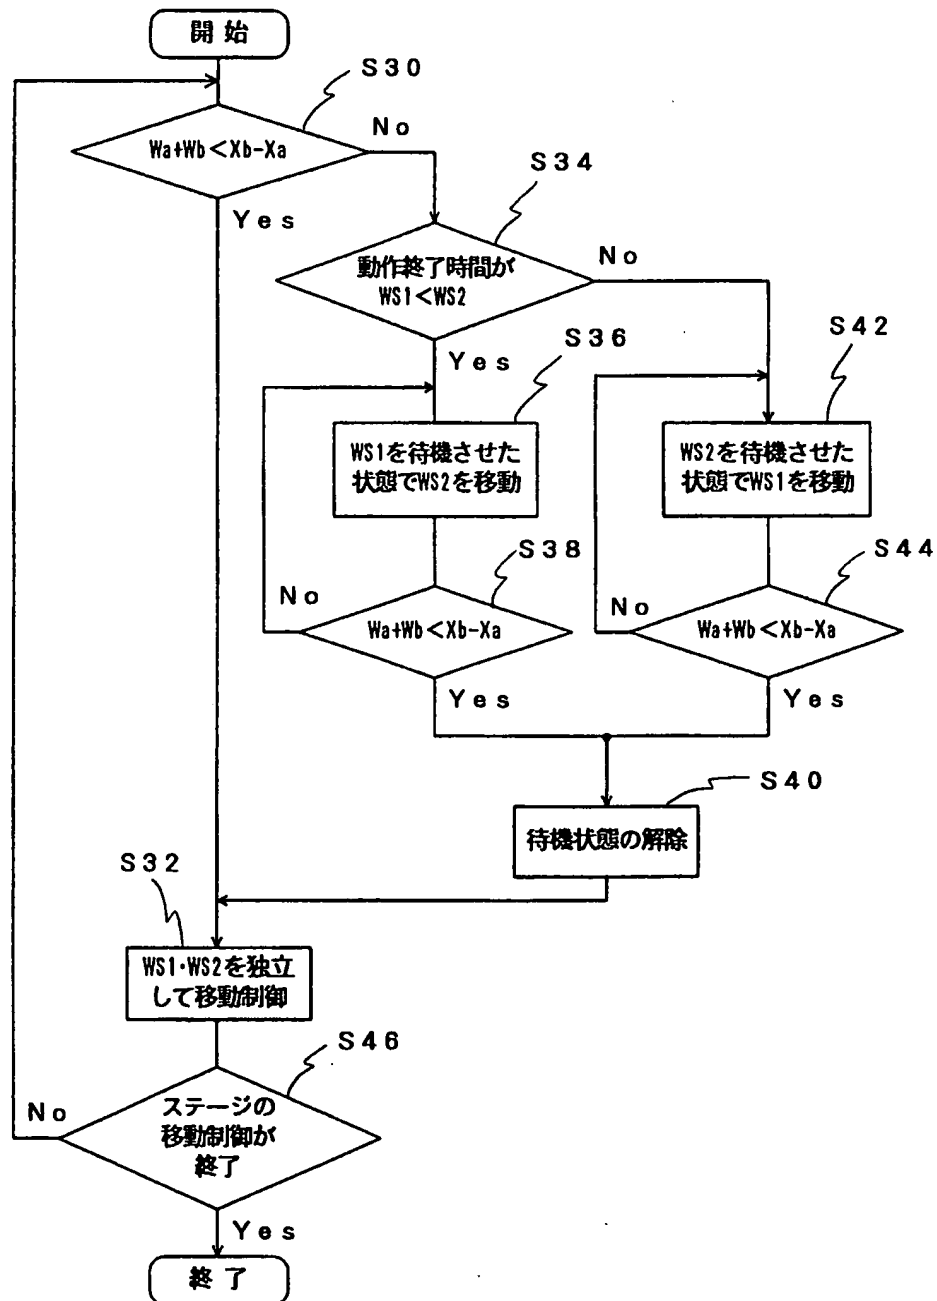 開始
S30
Wa+Wb<Xb-Xa
No
Yes
S34
動作終了時間が
WS1<WS2
No
Yes
S36
S42
WS1を待機させた
状態でWS2を移動
WS2を待機させた
状態でWS1を移動
S38
S44
No
Wa+Wb<Xb-Xa
No
Wa+Wb<Xb-Xa
Yes
Yes
S40
待機状態の解除
S32
WS1・WS2を独立
して移動制御
S46
No
ステージの
移動制御が
終了
Yes
終了